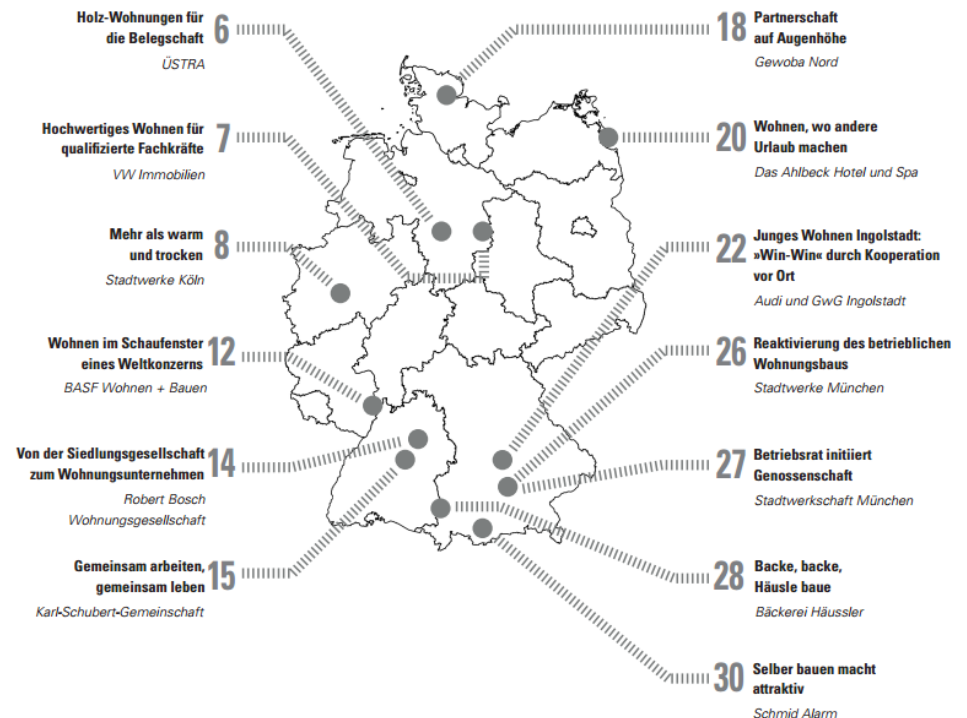 Holz-Wohnungen für
die Belegschaft
6
ÜSTRA
Hochwertiges Wohnen für
qualifizierte Fachkräfte
7
VW Immobilien
Mehr als warm
und trocken
8
Stadtwerke Köln
Wohnen im Schaufenster
eines Weltkonzerns
12
BASF Wohnen + Bauen
Von der Siedlungsgesellschaft
zum Wohnungsunternehmen
14
Robert Bosch
Wohnungsgesellschaft
Gemeinsam arbeiten,
gemeinsam leben
15
Karl-Schubert-Gemeinschaft
18
Partnerschaft
auf Augenhöhe
Gewoba Nord
20
Wohnen, wo andere
Urlaub machen
Das Ahlbeck Hotel und Spa
22
Junges Wohnen Ingolstadt:
»Win-Win« durch Kooperation
vor Ort
Audi und GwG Ingolstadt
26
Reaktivierung des betrieblichen
Wohnungsbaus
Stadtwerke München
27
Betriebsrat initiiert
Genossenschaft
Stadtwerkschaft München
28
Backe, backe,
Häusle baue
Bäckerei Häussler
30
Selber bauen macht
attraktiv
Schmid Alarm